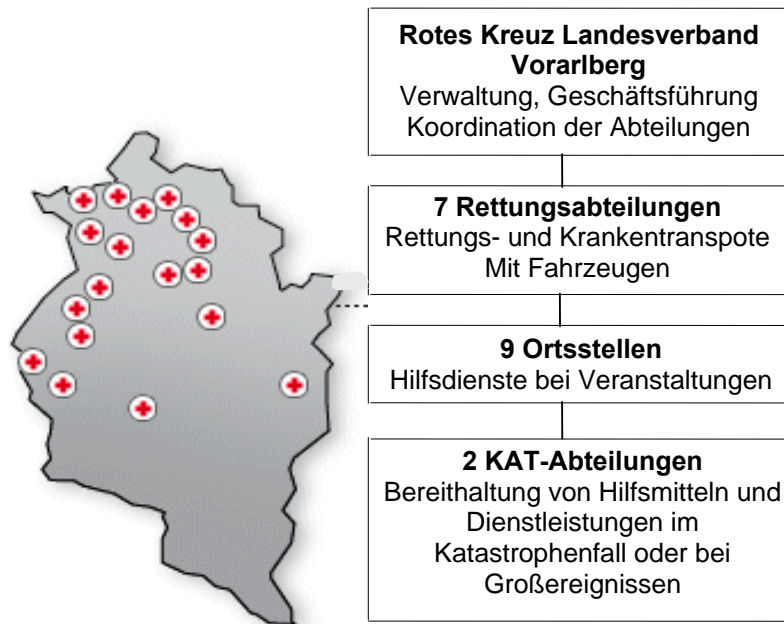 Rotes Kreuz Landesverband
Vorarlberg
Verwaltung, Geschäftsführung
Koordination der Abteilungen
7 Rettungsabteilungen
Rettungs- und Krankentranspote
Mit Fahrzeugen
9 Ortsstellen
Hilfsdienste bei Veranstaltungen
2 KAT-Abteilungen
Bereithaltung von Hilfsmitteln und
Dienstleistungen im
Katastrophenfall oder bei
Großereignissen